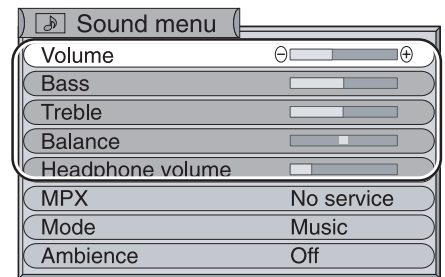 Sound menu
Volume
Bass
Treble
Balance
Headphone volume
MPX No service
Mode Music
Ambience Off